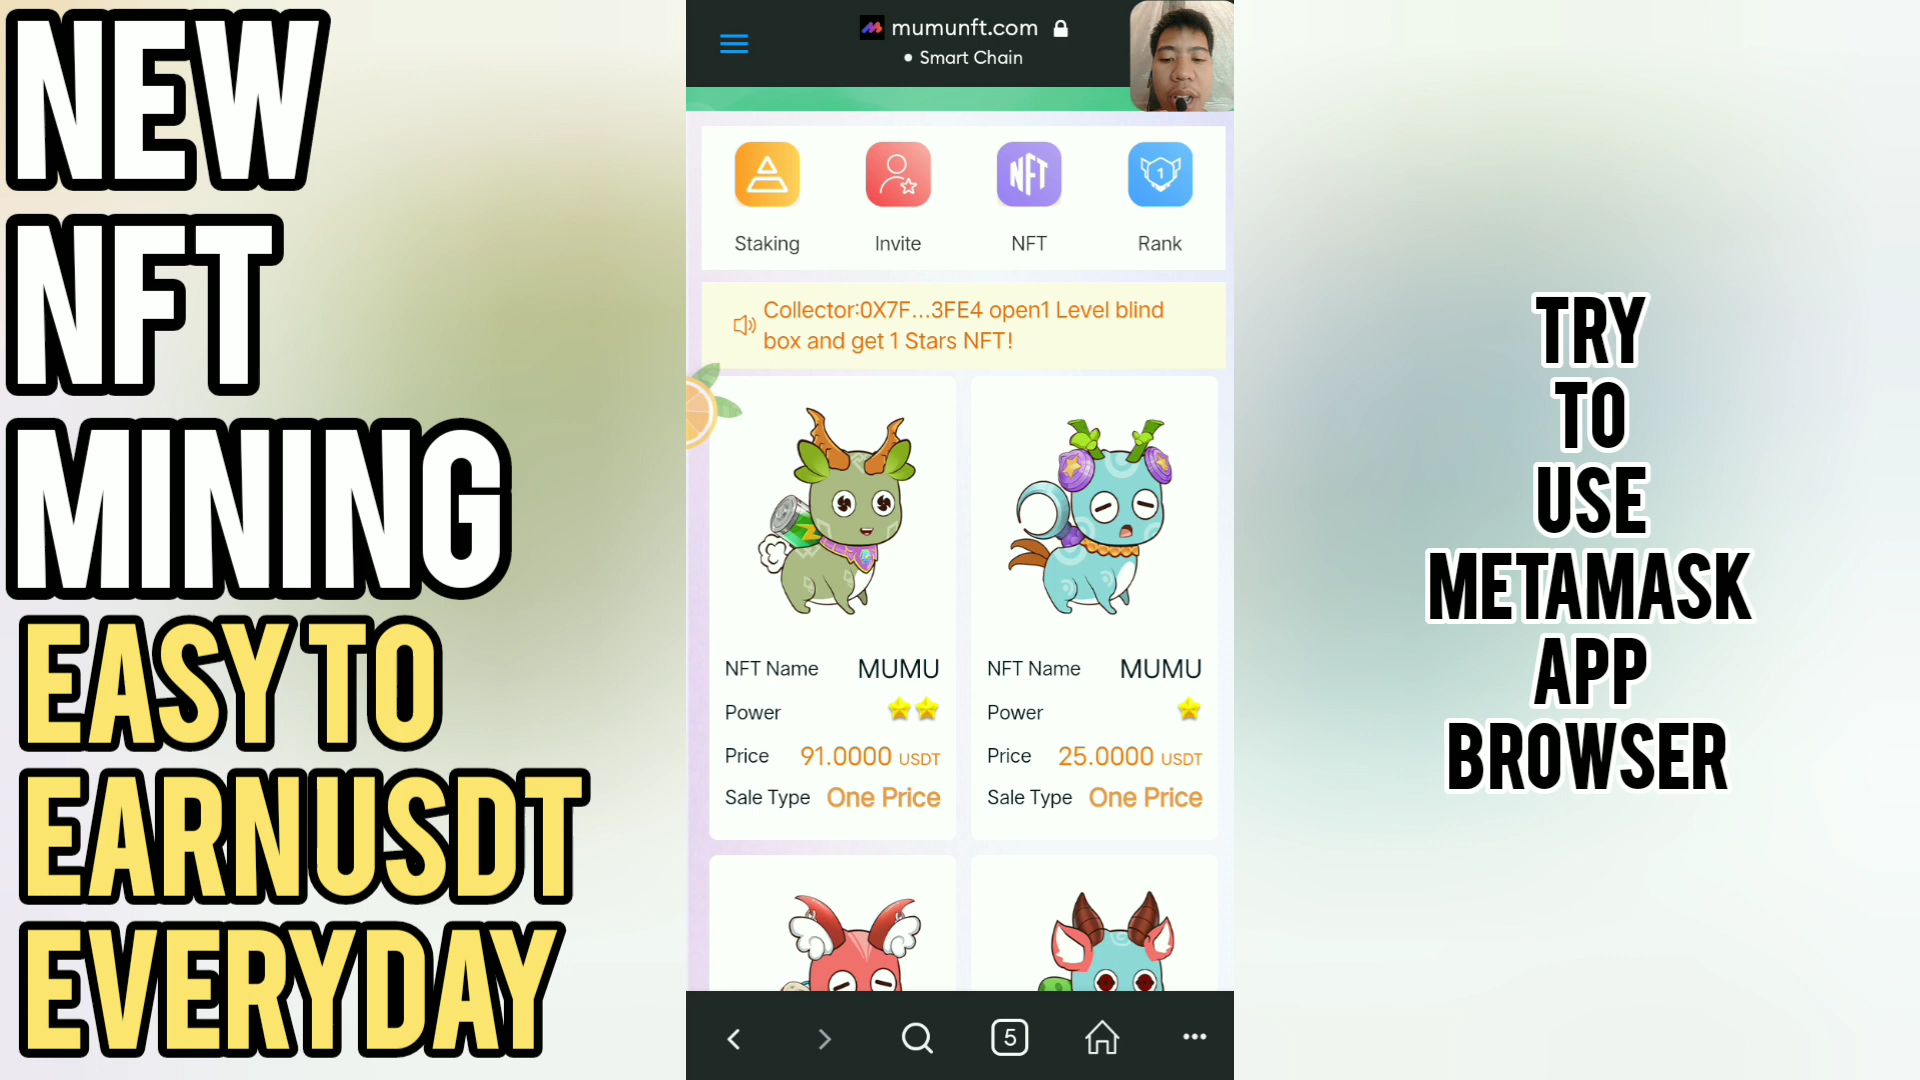 NEW
NFT
MINING
EASY TO
EARNUSDT
EVERYDAY
mumunft.com
Smart Chain
Staking
Invite
NFT
NFT
1
Rank
Collector:0X7F...3FE4 open1 Level blind
box and get 1 Stars NFT!
NFT Name MUMU
Power
Price 91.0000 USDT
Sale Type One Price
NFT Name MUMU
Power
Price 25.0000 USDT
Sale Type One Price
5
TRY
TO
USE
METAMASK
APP
BROWSER